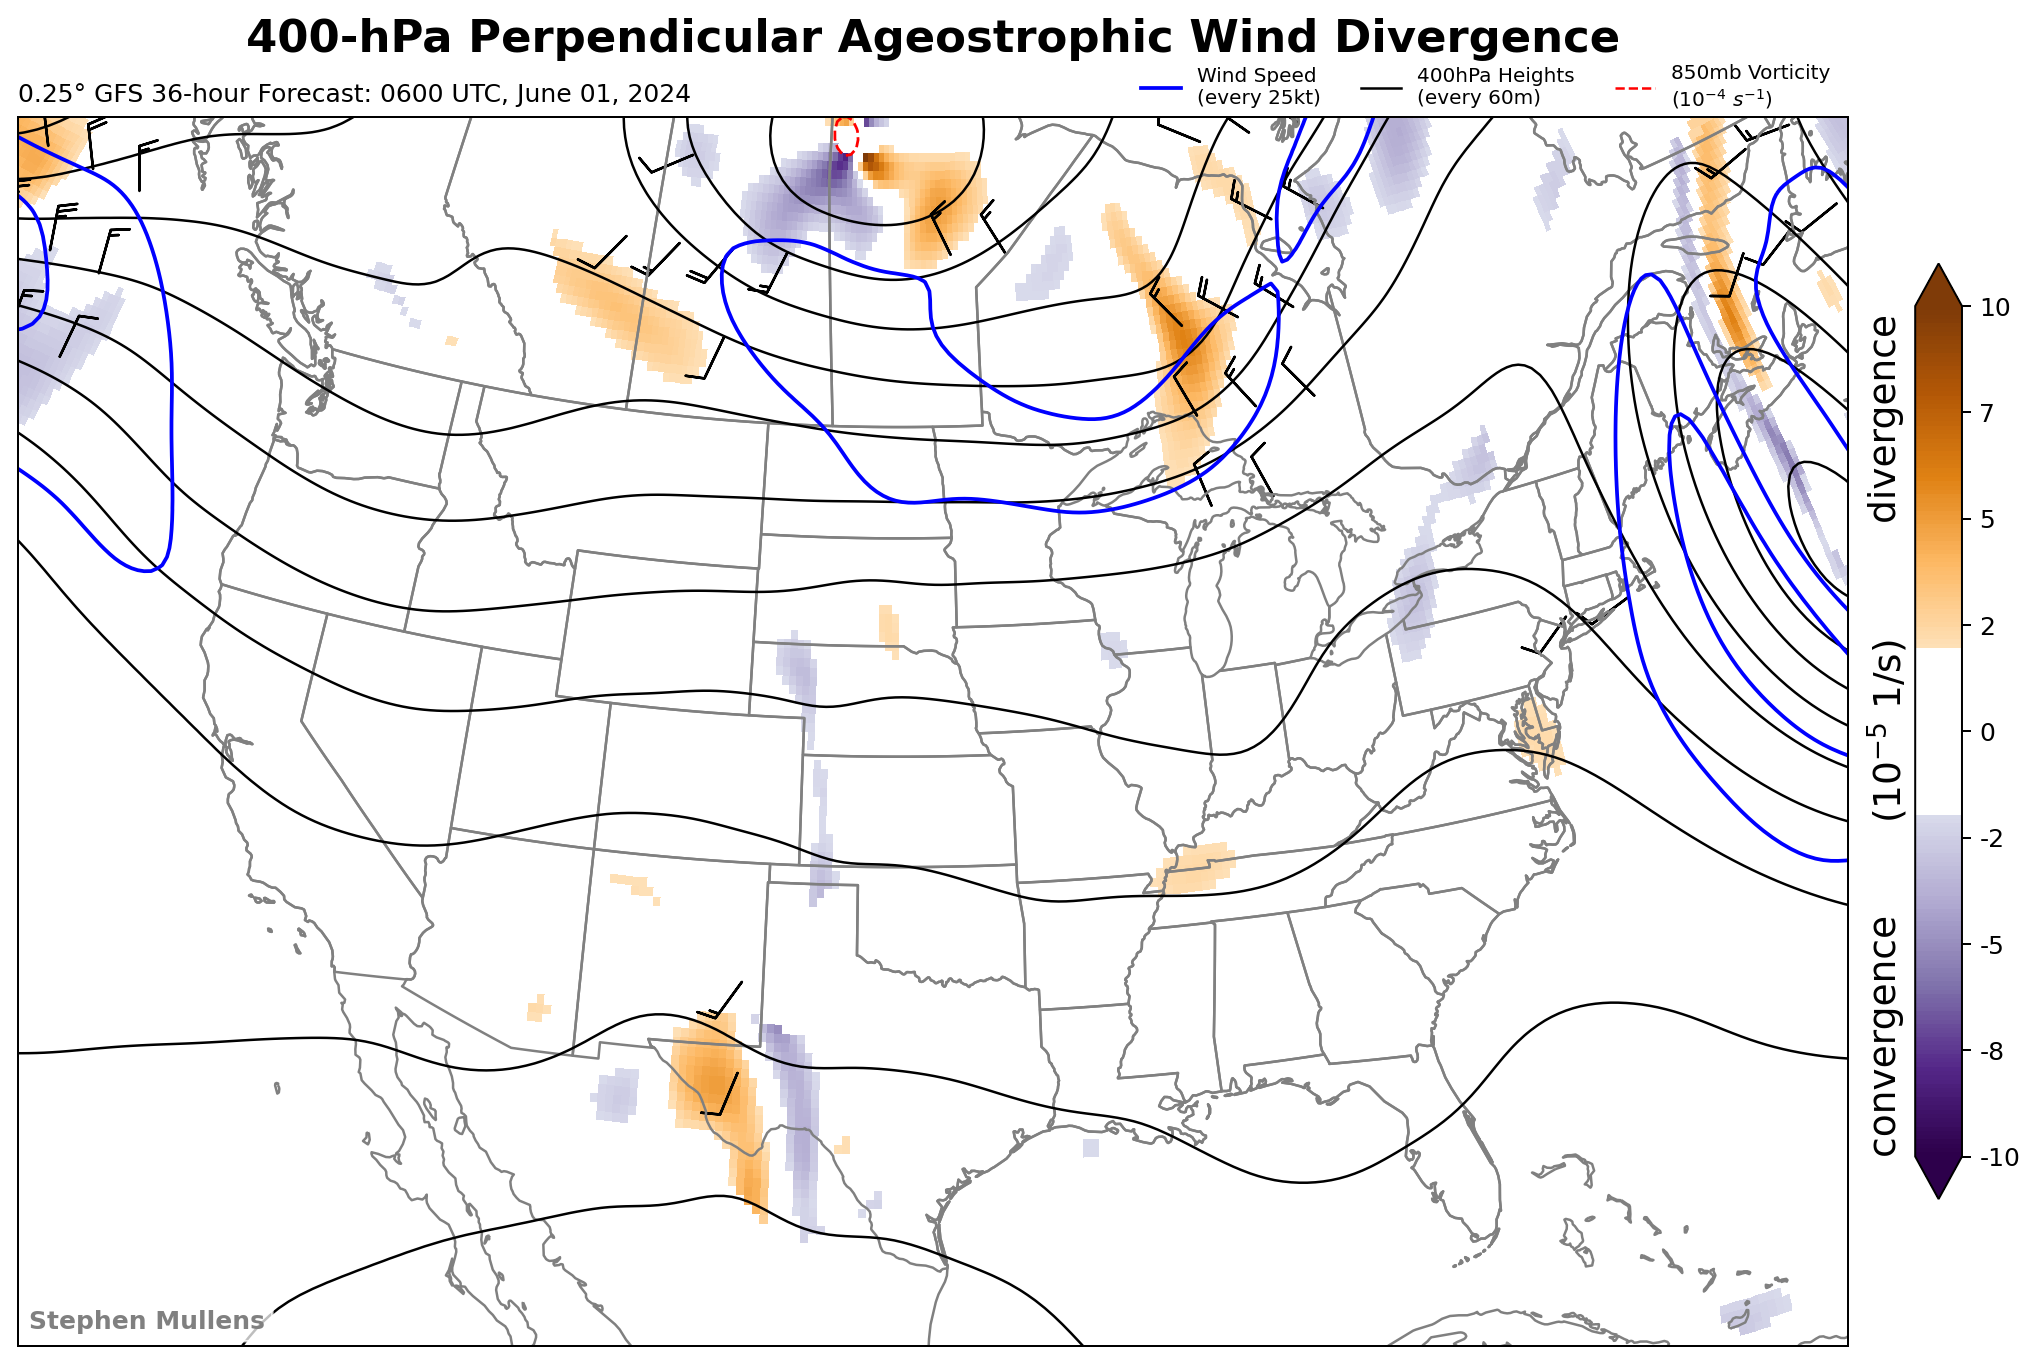 400-hPa Perpendicular Ageostrophic Wind Divergence
0.25° GFS 36-hour Forecast: 0600 UTC, June 01, 2024
Wind Speed
(every 25kt)
400hPa Heights
(every 60m)
850mb Vorticity
(10⁻⁴ s⁻¹)
10
7
5
2
0
-2
-5
-8
-10
convergence (10⁻⁵ 1/s) divergence
Stephen Mullens